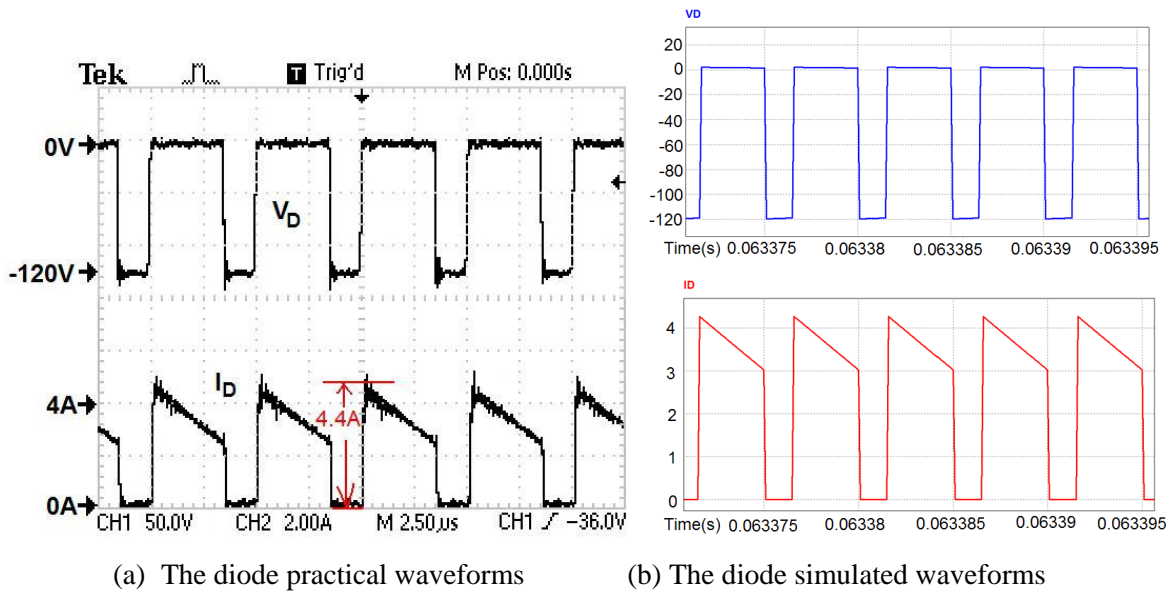 Tek T Trig'd M Pos: 0.000s
0V
V_D
-120V
I_D
4A
4.4A
0A
CH1 50.0V CH2 2.00A M 2.50µs CH1 -36.0V
(a) The diode practical waveforms
VD
20
0
-20
-40
-60
-80
-100
-120
Time(s) 0.063375 0.06338 0.063385 0.06339 0.063395
ID
4
3
2
1
0
Time(s) 0.063375 0.06338 0.063385 0.06339 0.063395
(b) The diode simulated waveforms